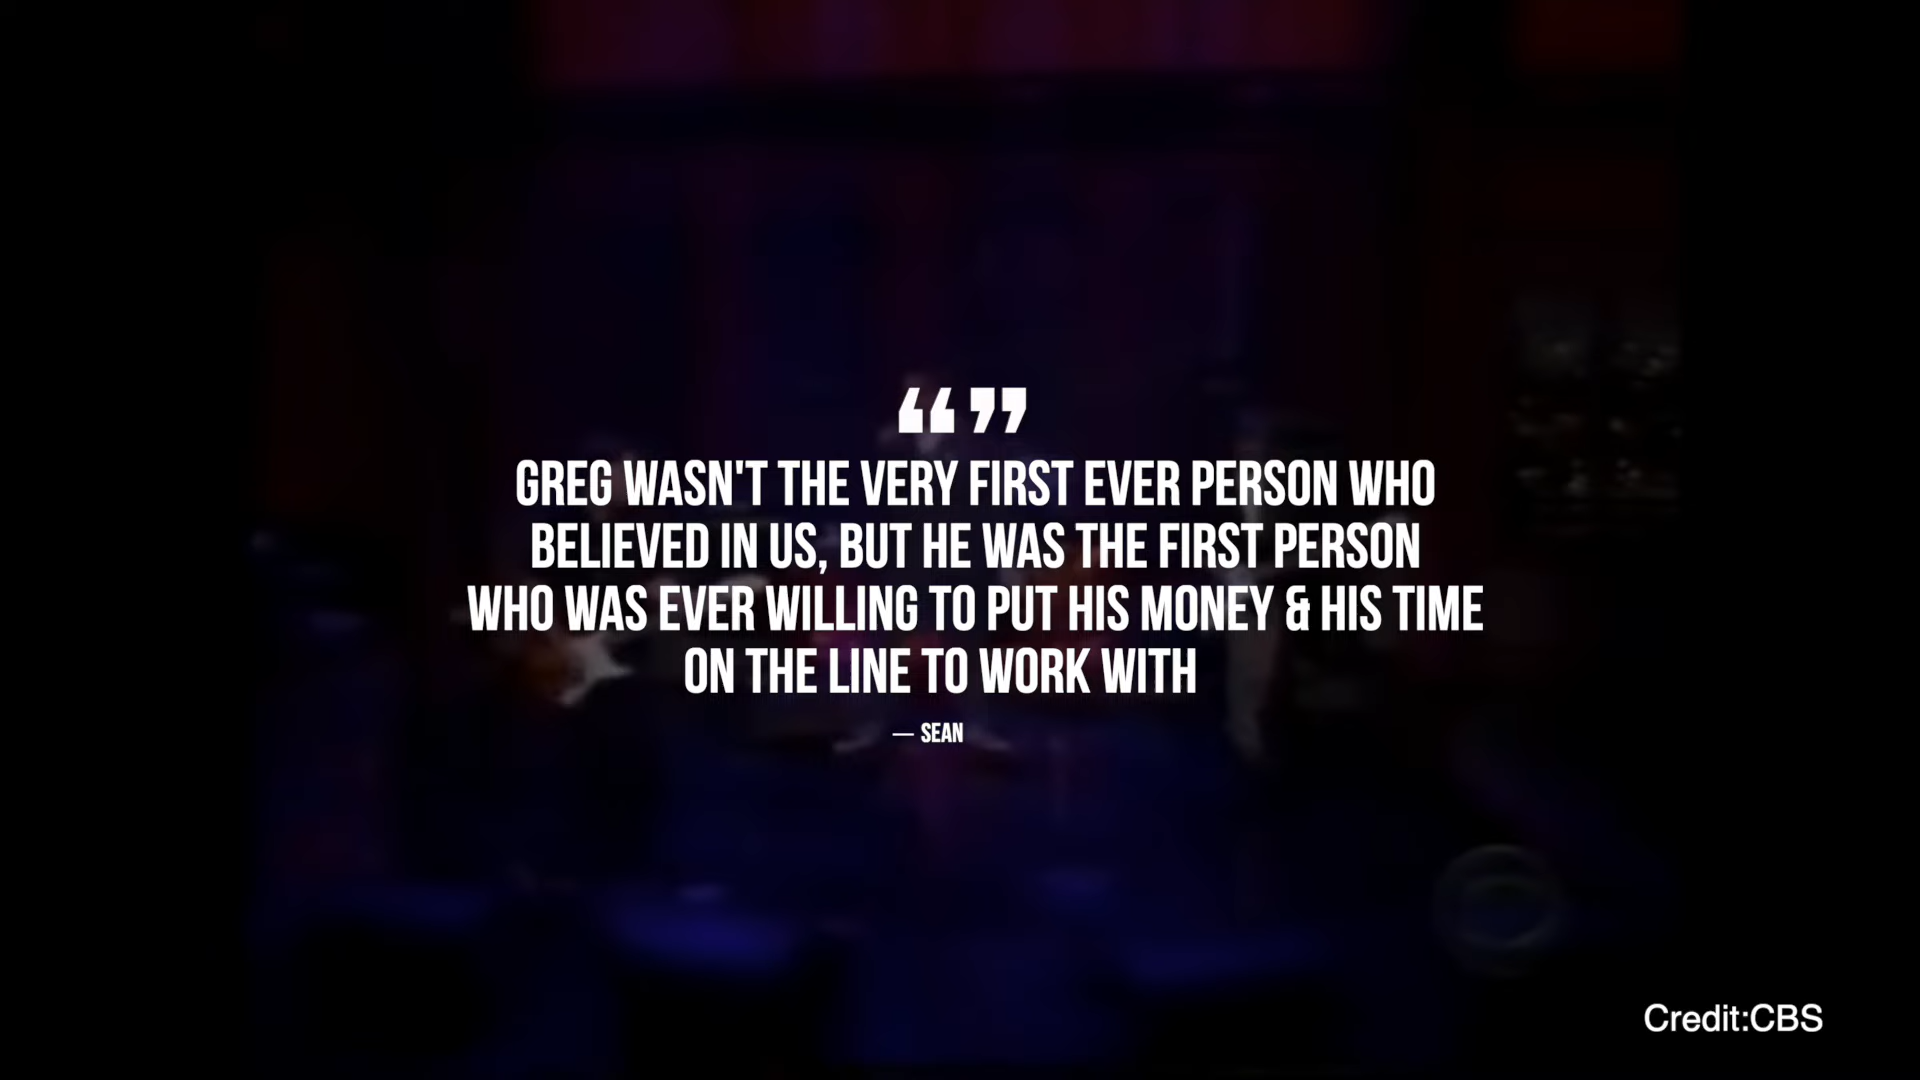 “”
GREG WASN'T THE VERY FIRST EVER PERSON WHO
BELIEVED IN US, BUT HE WAS THE FIRST PERSON
WHO WAS EVER WILLING TO PUT HIS MONEY & HIS TIME
ON THE LINE TO WORK WITH
— SEAN
Credit:CBS